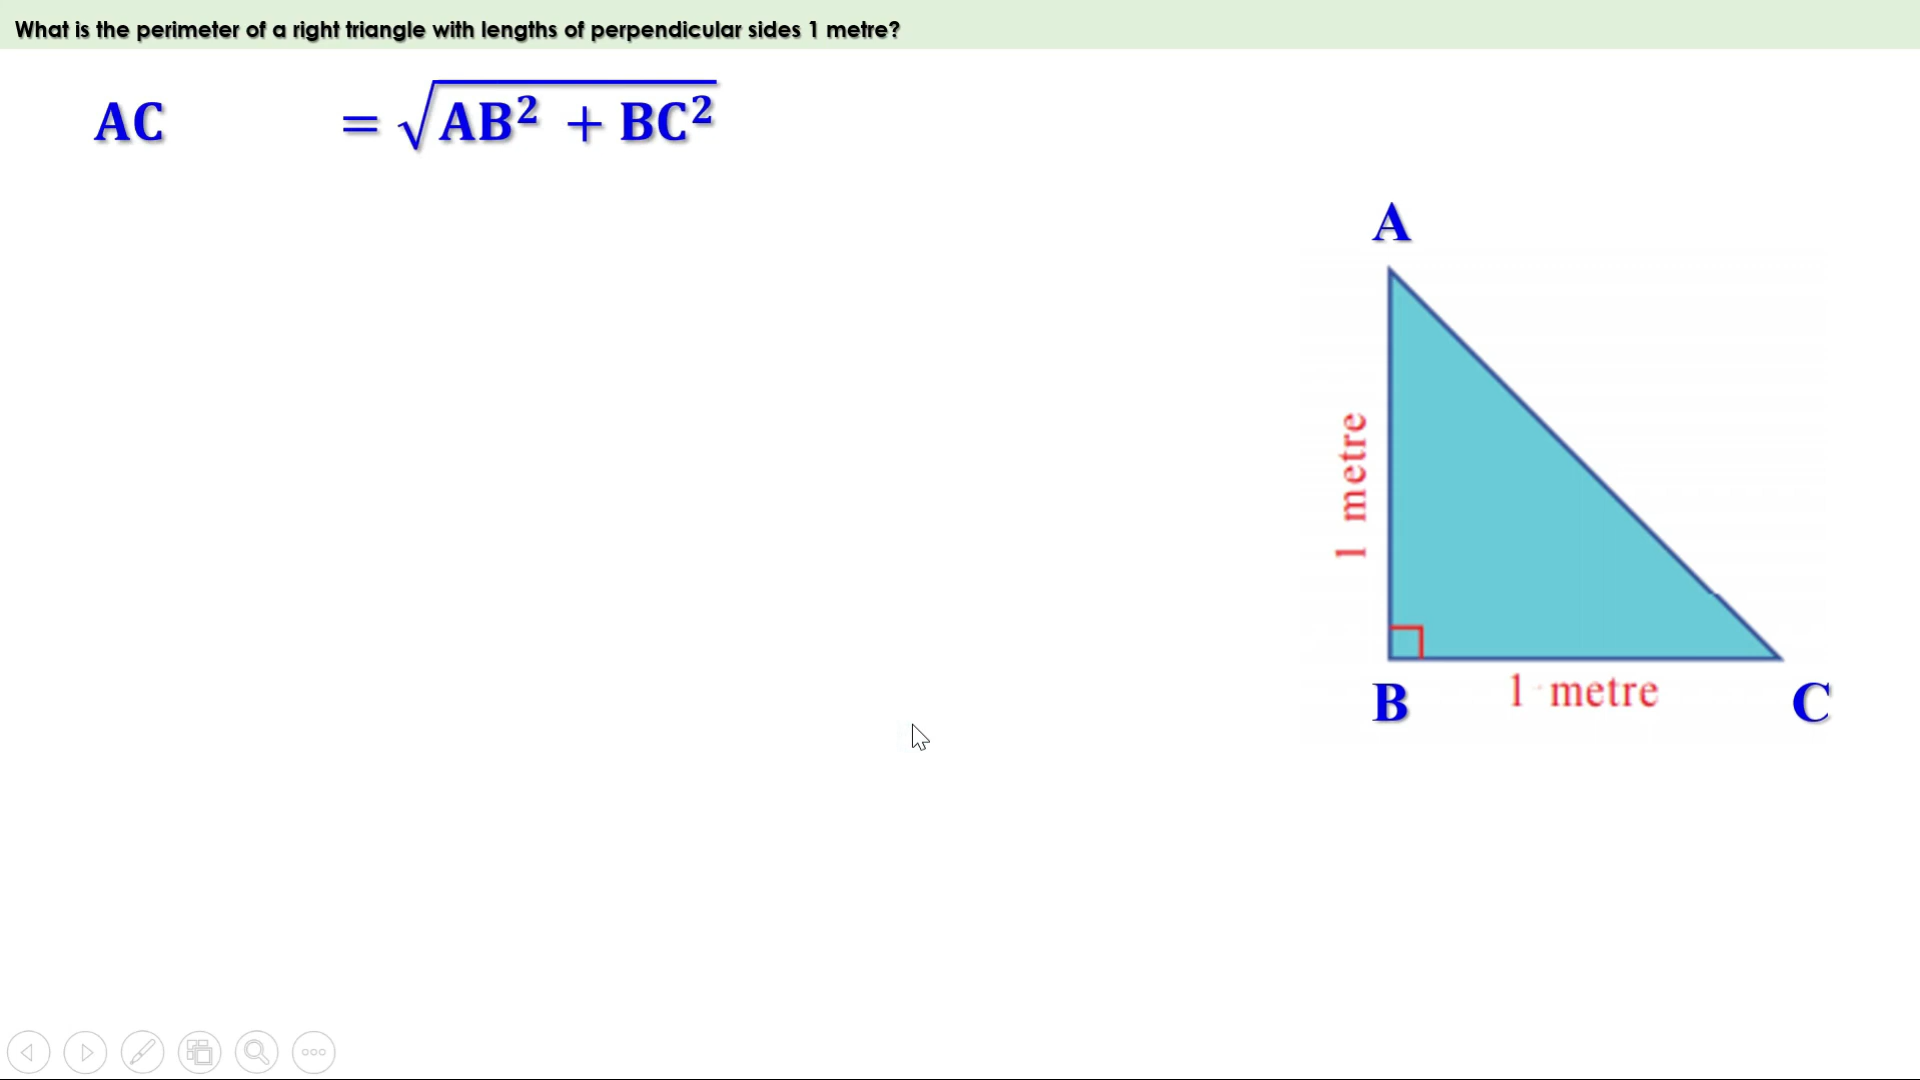 What is the perimeter of a right triangle with lengths of perpendicular sides 1 metre?
AC = √AB² + BC²
A
1 metre
B
1 metre
C